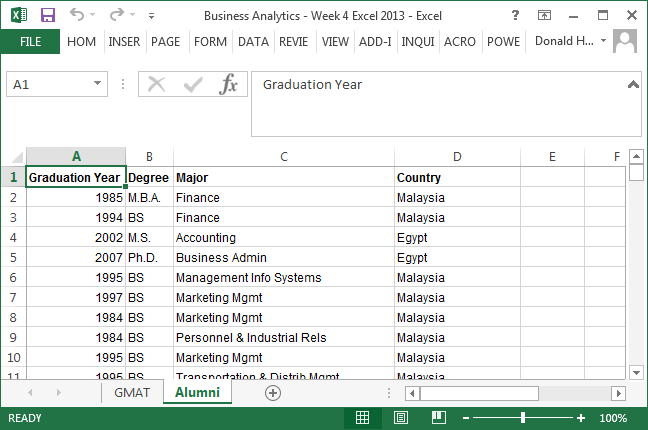 Business Analytics - Week 4 Excel 2013 - Excel
FILE HOM INSER PAGE FORM DATA REVIE VIEW ADD-I INQUI ACRO POWE Donald H...
A1 fx Graduation Year
A B C D E F
1 Graduation Year Degree Major Country
2 1985 M.B.A. Finance Malaysia
3 1994 BS Finance Malaysia
4 2002 M.S. Accounting Egypt
5 2007 Ph.D. Business Admin Egypt
6 1995 BS Management Info Systems Malaysia
7 1997 BS Marketing Mgmt Malaysia
8 1984 BS Marketing Mgmt Malaysia
9 1984 BS Personnel & Industrial Rels Malaysia
10 1995 BS Marketing Mgmt Malaysia
11 1995 BS Transportation & Distrib Mgmt Malaysia
GMAT Alumni
READY 100%